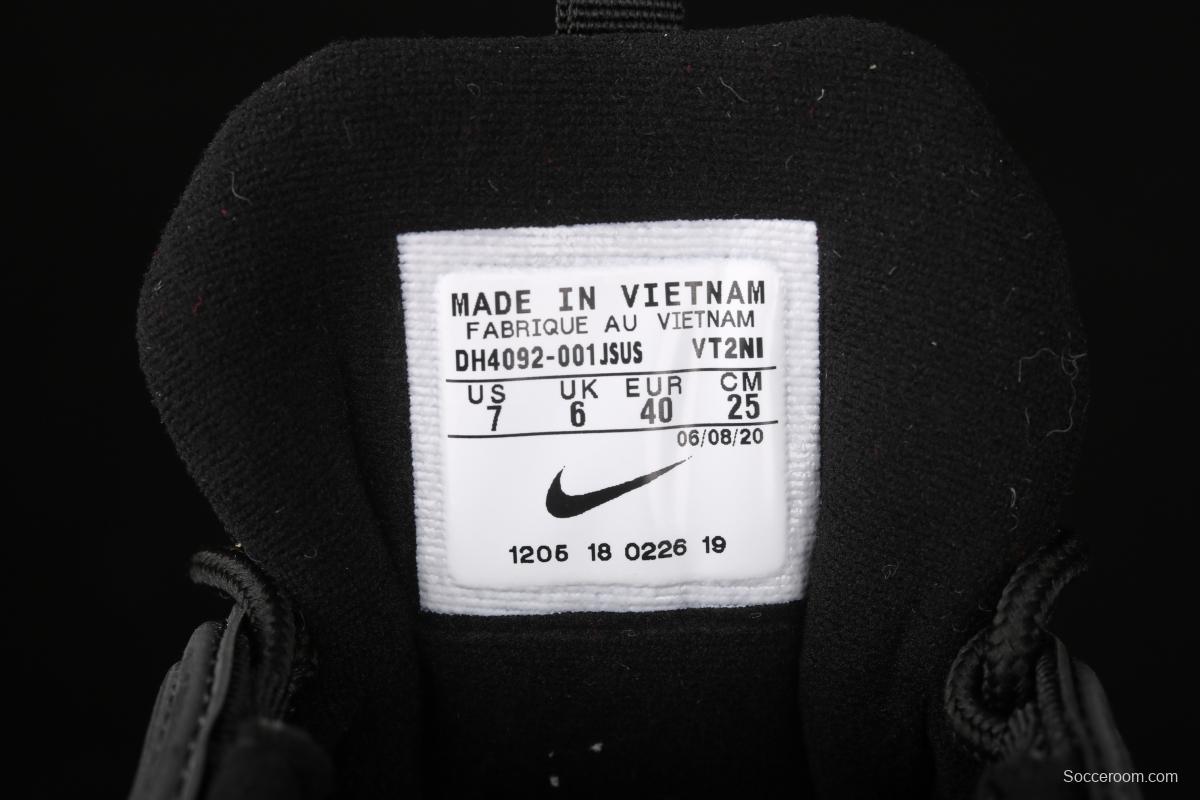 MADE IN VIETNAM
FABRIQUE AU VIETNAM
DH4092-001JSUS VT2NI
US UK EUR CM
7 6 40 25
06/08/20
1205 18 0226 19
Socceroom.com